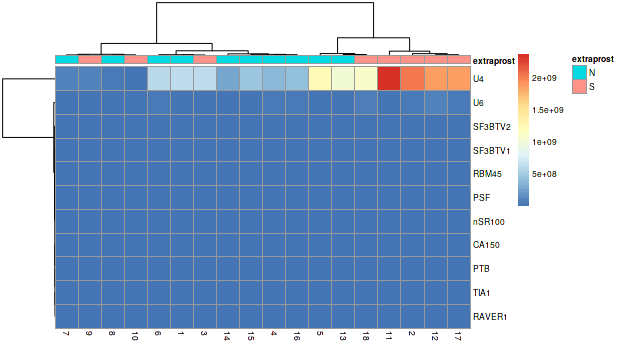 extraprost
extraprost
U4
U6
SF3BTV2
SF3BTV1
RBM45
PSF
nSR100
CA150
PTB
TIA1
RAVER1
2e+09
1.5e+09
1e+09
5e+08
N
S
7 9 8 10 6 1 3 14 15 4 16 5 13 18 11 2 12 17